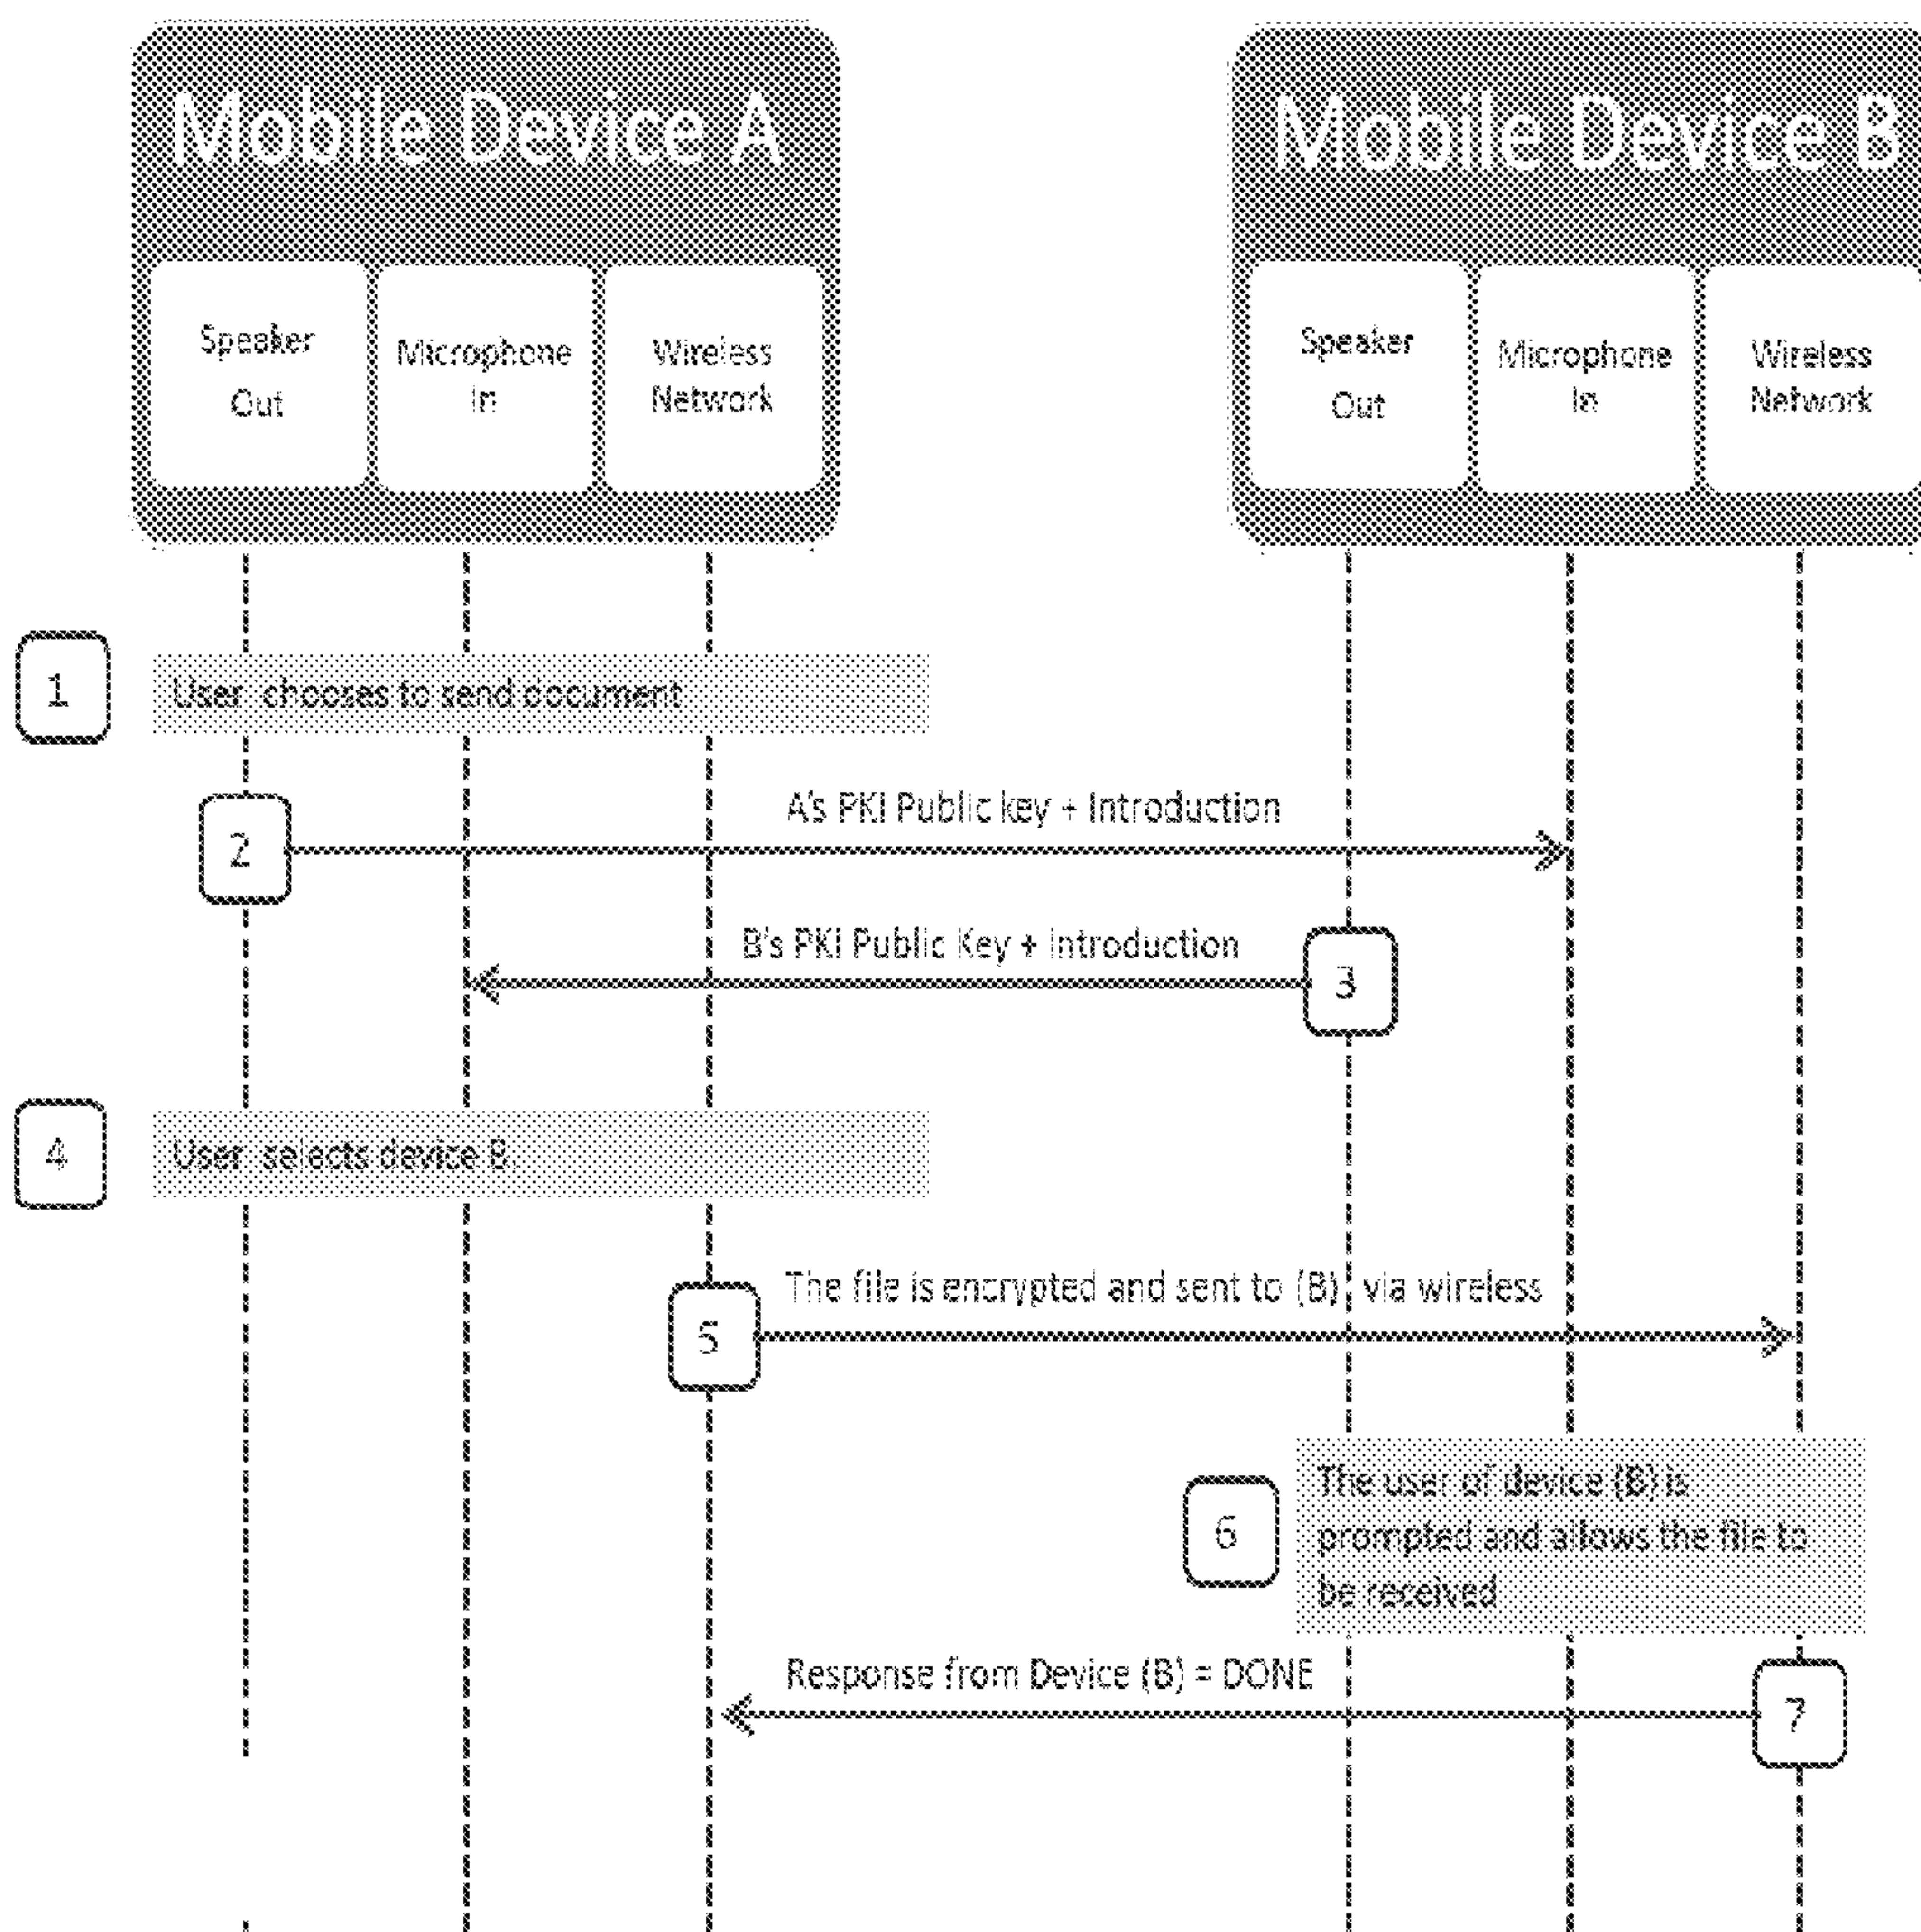 Mobile Device A
Mobile Device B
Speaker
Out
Microphone
In
Wireless
Network
Speaker
Out
Microphone
In
Wireless
Network
1
User chooses to send document
A's PKI Public key + Introduction
2
B's PKI Public Key + Introduction
3
4
User selects device B.
The file is encrypted and sent to (B) via wireless
5
6
The user of device (B) is
prompted and allows the file to
be received
Response from Device (B) = DONE
7